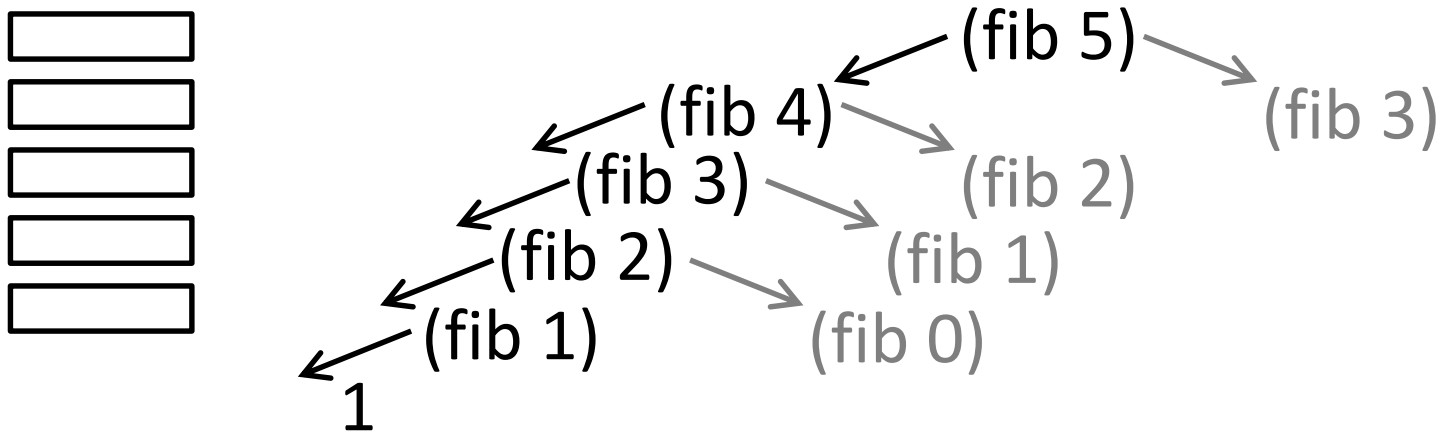 (fib 5)
(fib 4) (fib 3)
(fib 3) (fib 2)
(fib 2) (fib 1)
(fib 1) (fib 0)
1